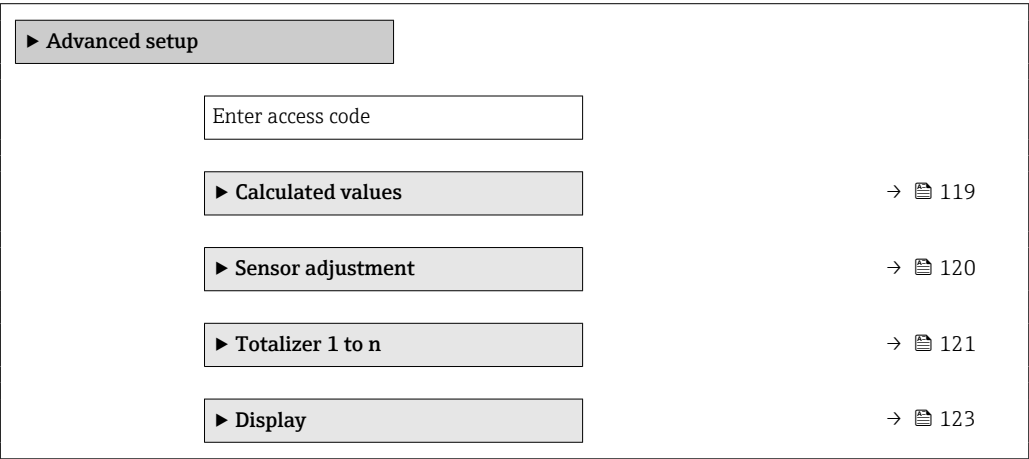 ► Advanced setup
Enter access code
► Calculated values → 119
► Sensor adjustment → 120
► Totalizer 1 to n → 121
► Display → 123